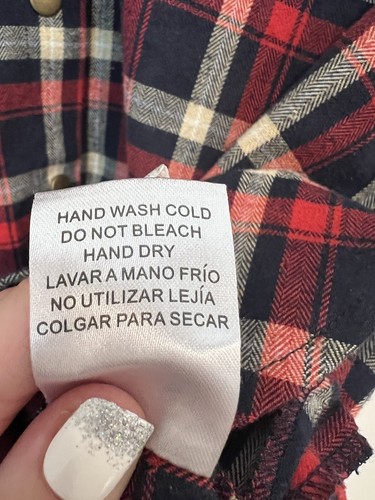 HAND WASH COLD
DO NOT BLEACH
HAND DRY
LAVAR A MANO FRÍO
NO UTILIZAR LEJÍA
COLGAR PARA SECAR